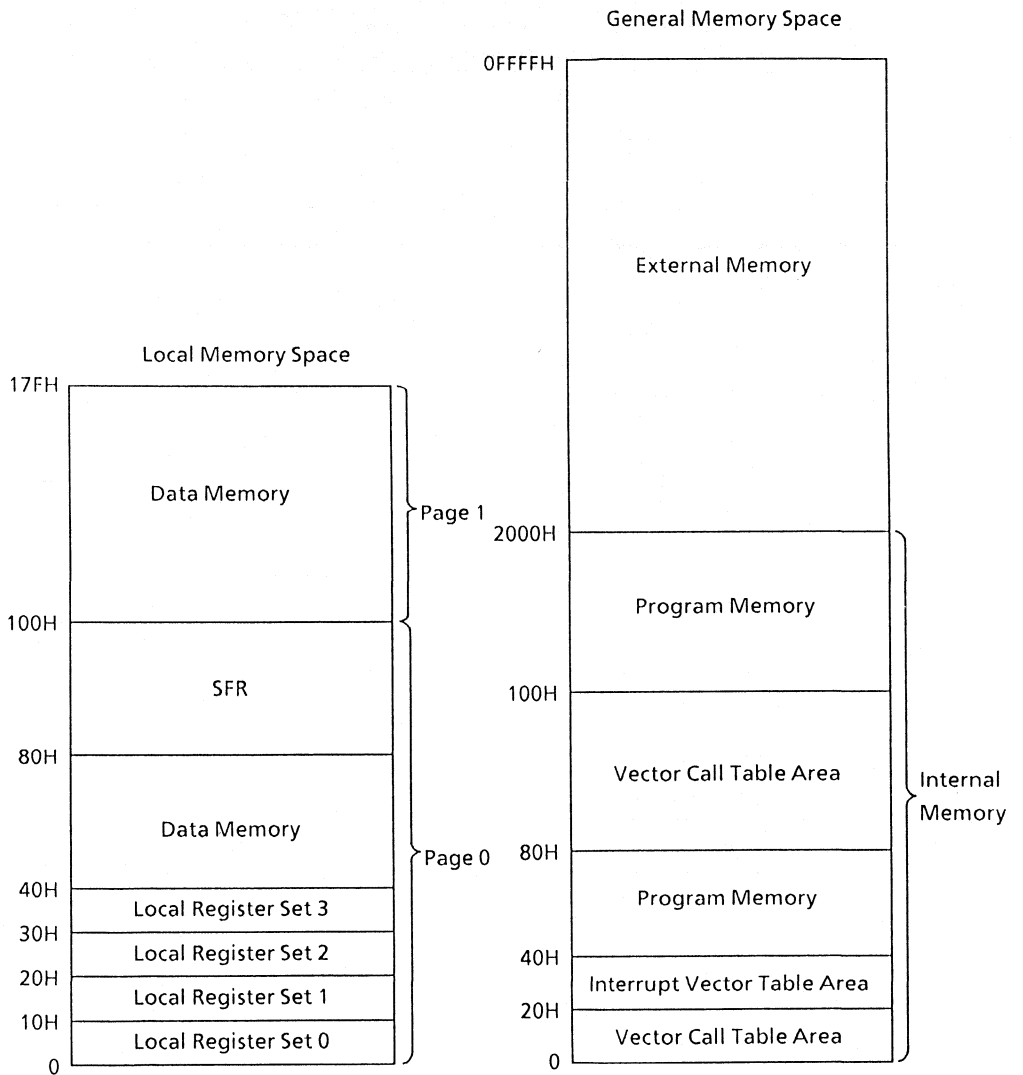 General Memory Space
0FFFFH
External Memory
Local Memory Space
17FH
Data Memory
Page 1
2000H
Program Memory
100H
SFR
100H
80H
Vector Call Table Area
Internal
Memory
Data Memory
80H
Page 0
40H
Program Memory
Local Register Set 3
30H
Local Register Set 2
40H
20H
Interrupt Vector Table Area
Local Register Set 1
20H
10H
Local Register Set 0
Vector Call Table Area
0
0